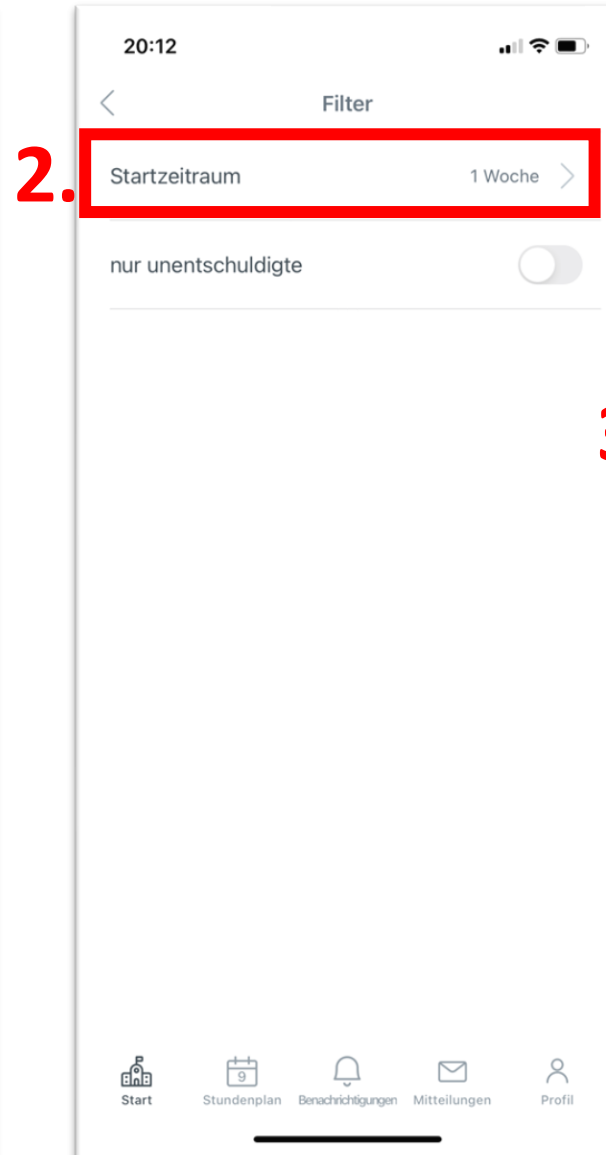 20:12
Filter
2.
Startzeitraum 1 Woche
nur unentschuldigte
9
Start Stundenplan Benachrichtigungen Mitteilungen Profil